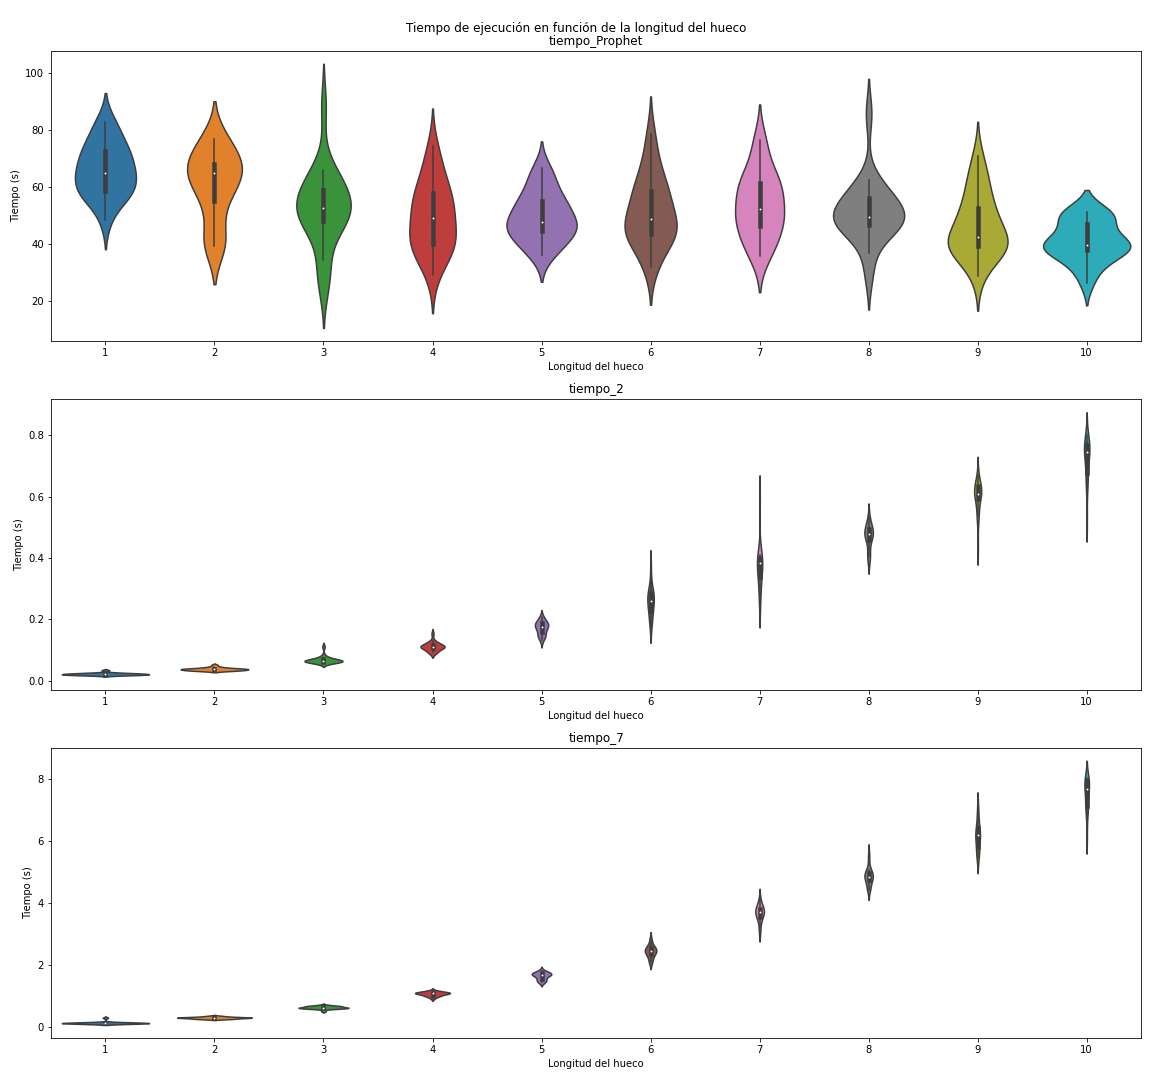 Tiempo de ejecución en función de la longitud del hueco
tiempo_Prophet
100
80
60
40
20
Tiempo (s)
1 2 3 4 5 6 7 8 9 10
Longitud del hueco
tiempo_2
0.8
0.6
0.4
0.2
0.0
Tiempo (s)
1 2 3 4 5 6 7 8 9 10
Longitud del hueco
tiempo_7
8
6
4
2
0
Tiempo (s)
1 2 3 4 5 6 7 8 9 10
Longitud del hueco